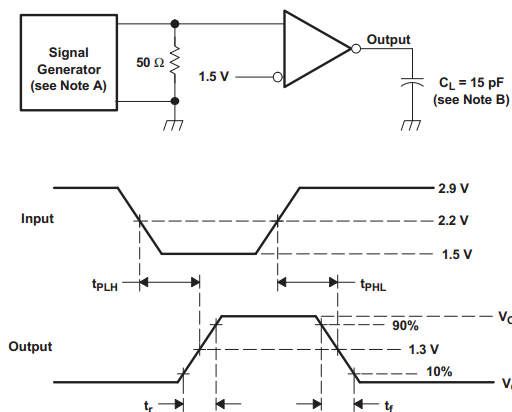 Signal
Generator
(see Note A)
50 Ω
1.5 V
Output
CL = 15 pF
(see Note B)
Input
2.9 V
2.2 V
1.5 V
tPLH
tPHL
Output
90%
1.3 V
10%
tr
tf